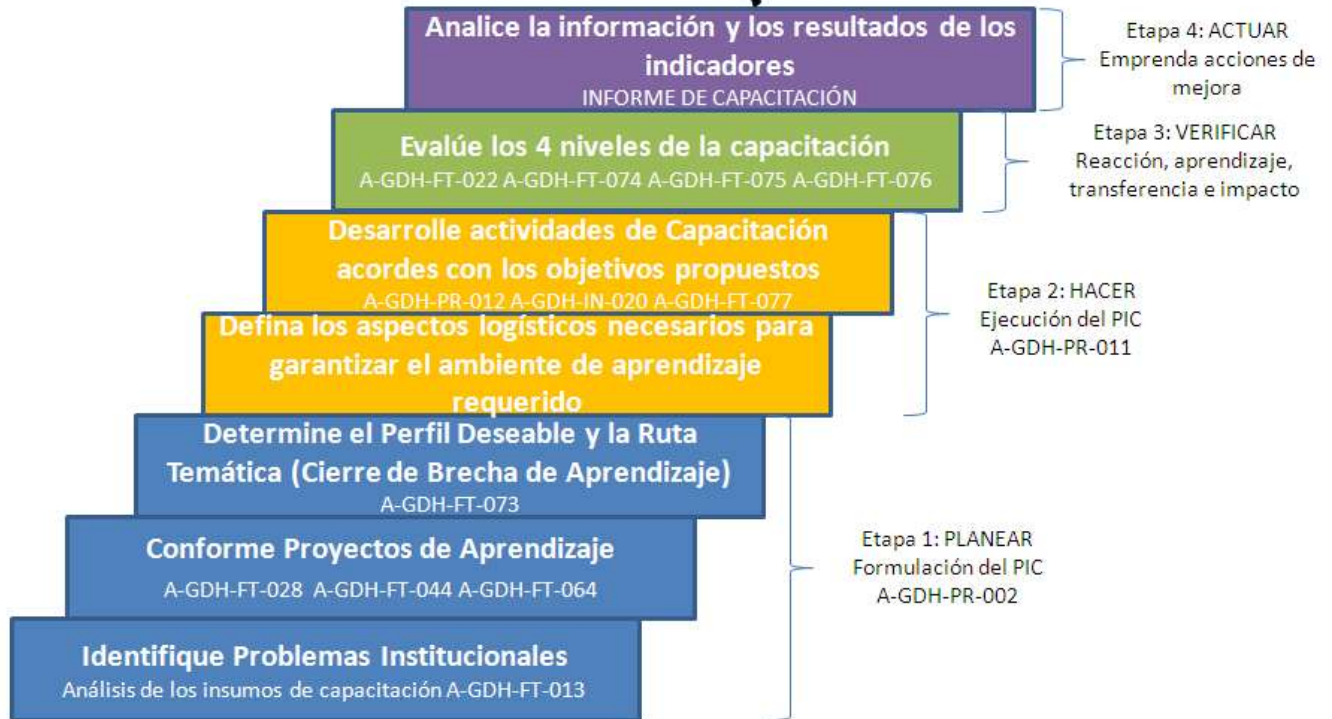 Analice la información y los resultados de los
indicadores
INFORME DE CAPACITACIÓN
Etapa 4: ACTUAR
Emprenda acciones de
mejora
Evalúe los 4 niveles de la capacitación
A-GDH-FT-022 A-GDH-FT-074 A-GDH-FT-075 A-GDH-FT-076
Etapa 3: VERIFICAR
Reacción, aprendizaje,
transferencia e impacto
Desarrolle actividades de Capacitación
acordes con los objetivos propuestos
A-GDH-PR-012 A-GDH-IN-020 A-GDH-FT-077
Defina los aspectos logísticos necesarios para
garantizar el ambiente de aprendizaje
requerido
Etapa 2: HACER
Ejecución del PIC
A-GDH-PR-011
Determine el Perfil Deseable y la Ruta
Temática (Cierre de Brecha de Aprendizaje)
A-GDH-FT-073
Conforme Proyectos de Aprendizaje
A-GDH-FT-028 A-GDH-FT-044 A-GDH-FT-064
Identifique Problemas Institucionales
Análisis de los insumos de capacitación A-GDH-FT-013
Etapa 1: PLANEAR
Formulación del PIC
A-GDH-PR-002